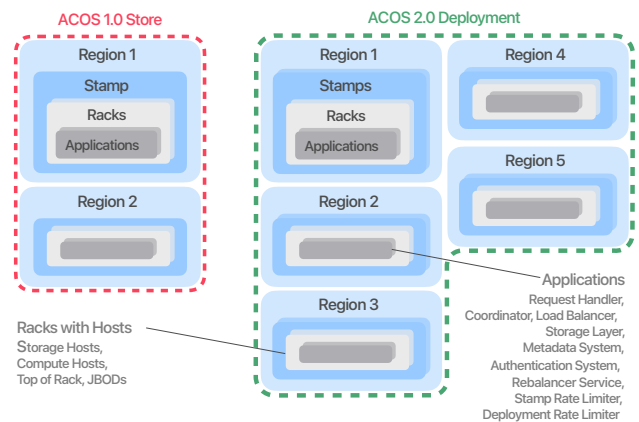 ACOS 1.0 Store
Region 1
Stamp
Racks
Applications
Region 2
ACOS 2.0 Deployment
Region 1
Stamps
Racks
Applications
Region 2
Region 3
Region 4
Region 5
Racks with Hosts
Storage Hosts,
Compute Hosts,
Top of Rack, JBODs
Applications
Request Handler,
Coordinator, Load Balancer,
Storage Layer,
Metadata System,
Authentication System,
Rebalancer Service,
Stamp Rate Limiter,
Deployment Rate Limiter